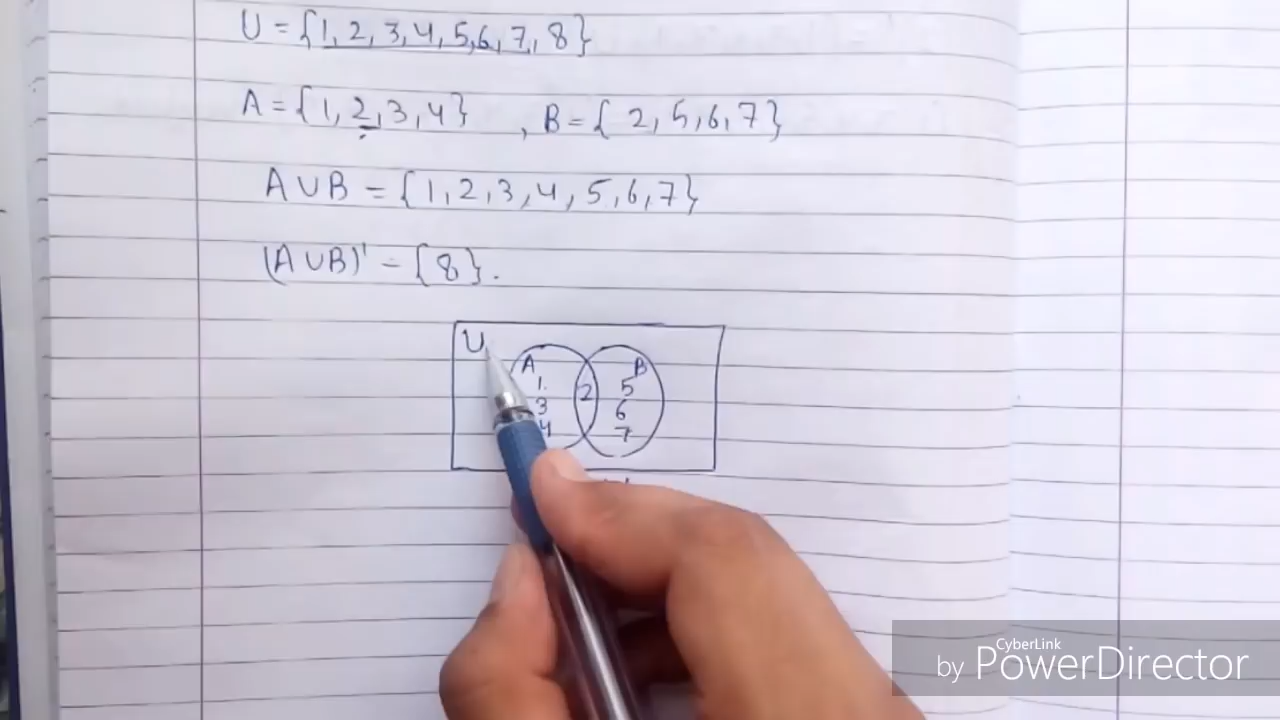 U = {1, 2, 3, 4, 5, 6, 7, 8}
A = {1, 2, 3, 4} , B = { 2, 5, 6, 7}
A ∪ B = {1, 2, 3, 4, 5, 6, 7}
(A ∪ B)' = {8}.
U
A B
1. 2 5
3 6
4 7
CyberLink
by PowerDirector